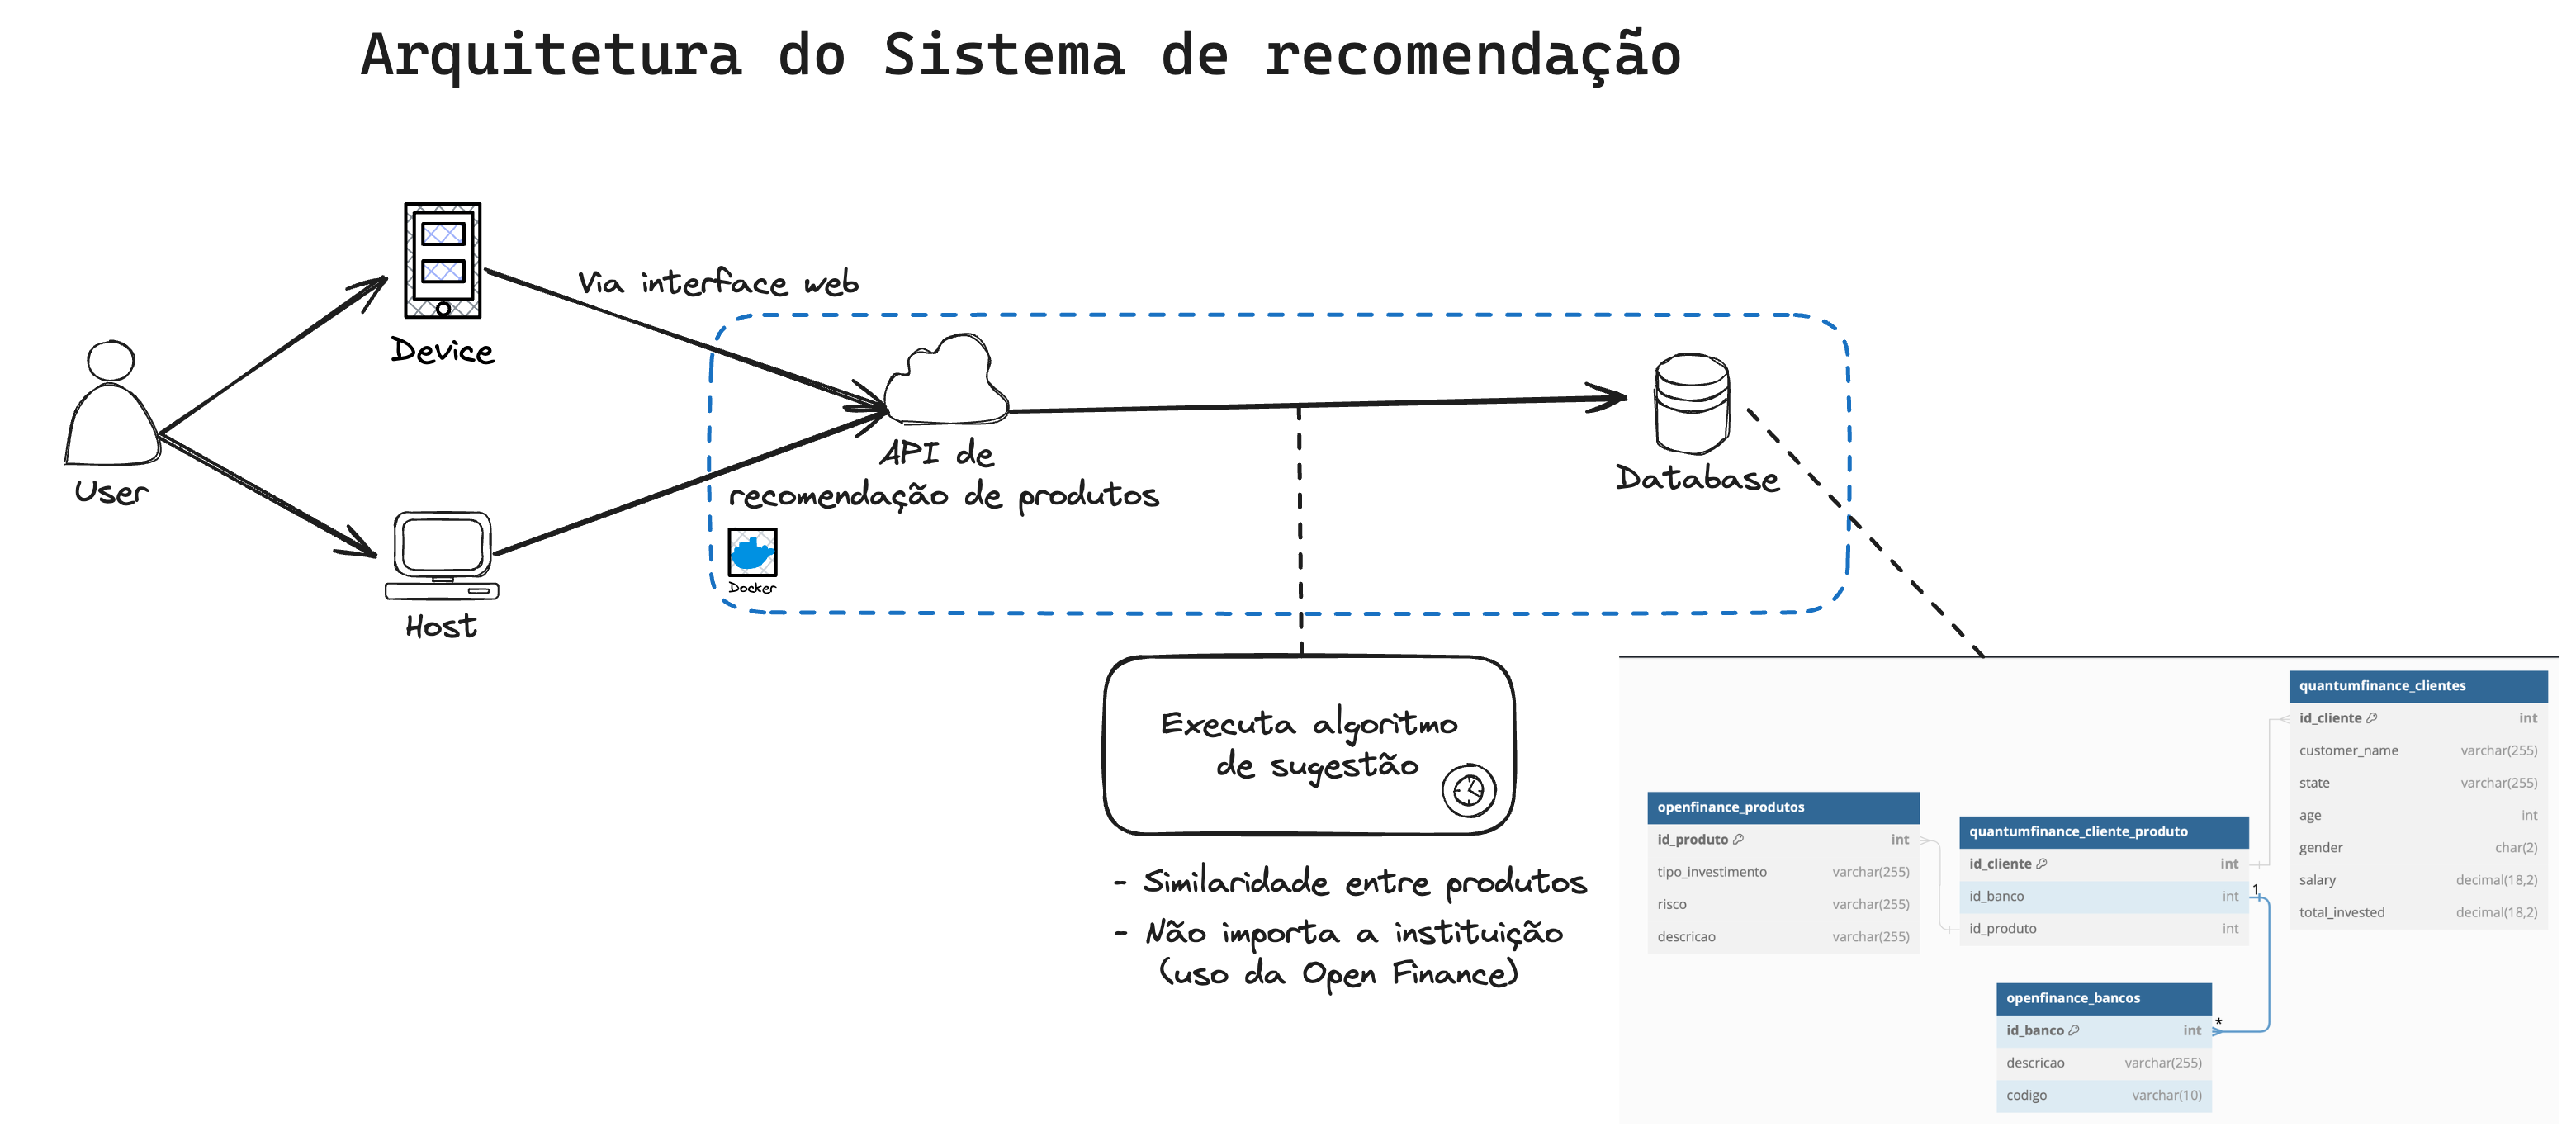 Arquitetura do Sistema de recomendação
Device
Via interface web
User
Host
API de
recomendação de produtos
Docker
Database
Executa algoritmo
de sugestão
- Similaridade entre produtos
- Não importa a instituição
(uso da Open Finance)
openfinance_produtos
id_produto int
tipo_investimento varchar(255)
risco varchar(255)
descricao varchar(255)
quantumfinance_cliente_produto
id_cliente int
id_banco int
id_produto int
1
*
quantumfinance_clientes
id_cliente int
customer_name varchar(255)
state varchar(255)
age int
gender char(2)
salary decimal(18,2)
total_invested decimal(18,2)
openfinance_bancos
id_banco int
descricao varchar(255)
codigo varchar(10)